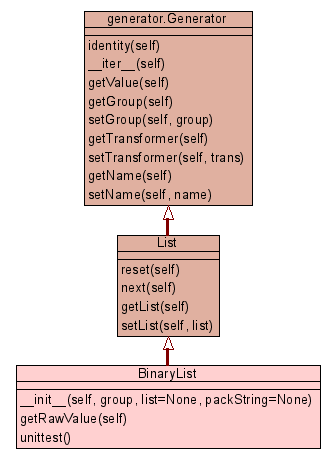 generator.Generator
identity(self)
__iter__(self)
getValue(self)
getGroup(self)
setGroup(self, group)
getTransformer(self)
setTransformer(self, trans)
getName(self)
setName(self, name)
List
reset(self)
next(self)
getList(self)
setList(self, list)
BinaryList
__init__(self, group, list=None, packString=None)
getRawValue(self)
unittest()